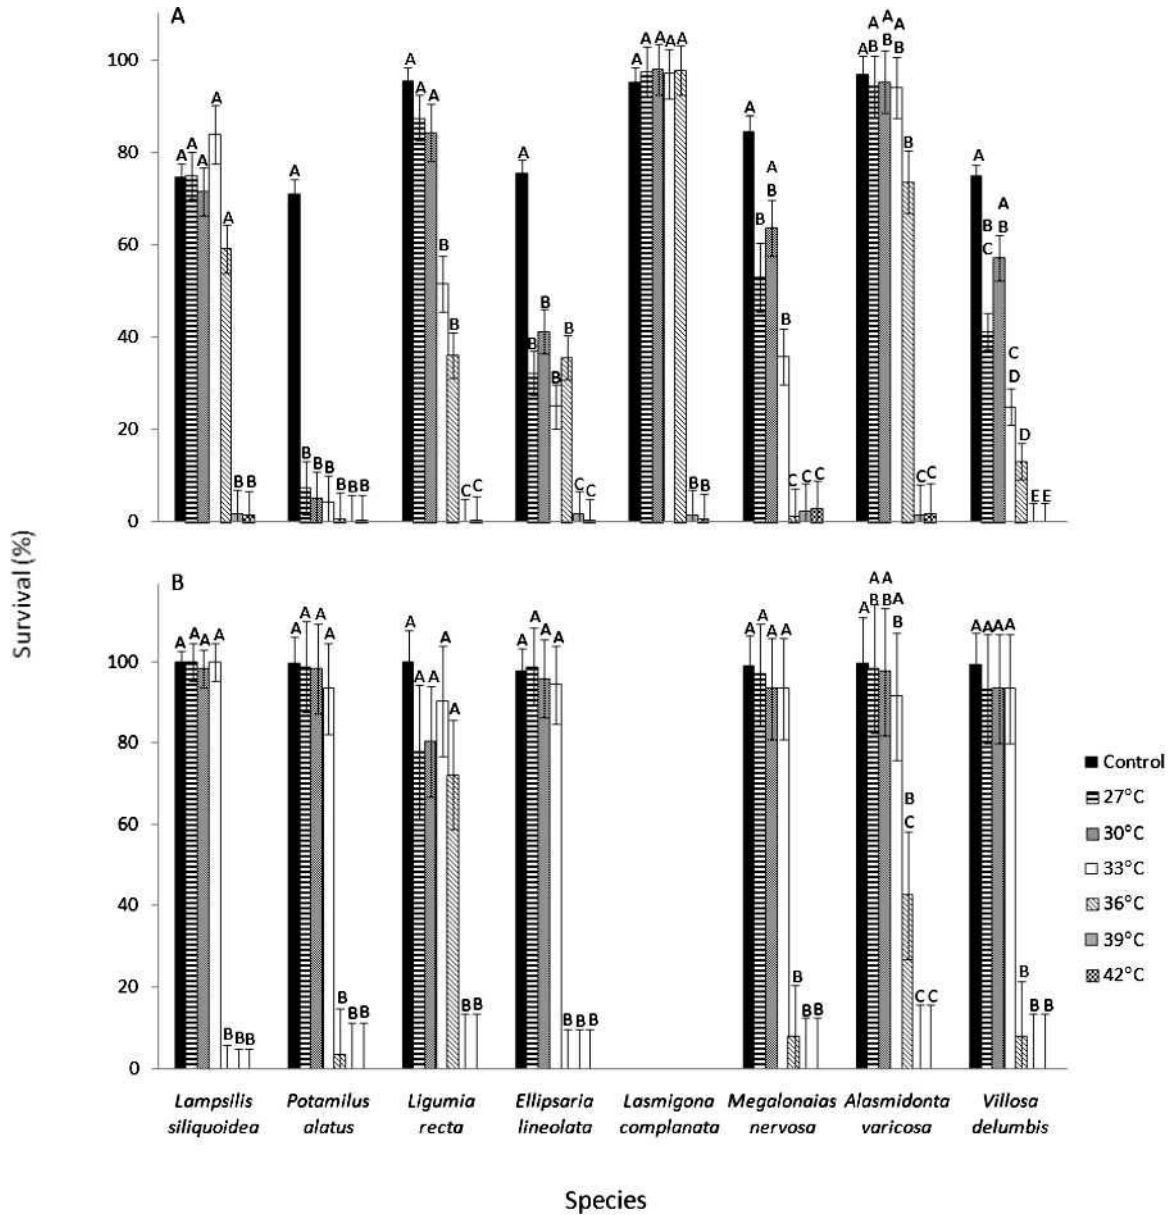 A
A A A A A
A B B B B B B
A A A B B C C
A B B B B C C
A A A A A B B
A B A B B C C C
A A B A B A B B C C
A B C A B C D D E E
100
80
60
40
20
0
Survival (%)
B
A A A A B B B
A A A A B B B
A A A A A B B
A A A A B B B
A A A A B B B
A A B A B A B B C C C
A A A A B B B
100
80
60
40
20
0
Control
27°C
30°C
33°C
36°C
39°C
42°C
Lampsilis
siliquoidea
Potamilus
alatus
Ligumia
recta
Ellipsaria
lineolata
Lasmigona
complanata
Megalonaias
nervosa
Alasmidonta
varicosa
Villosa
delumbis
Species